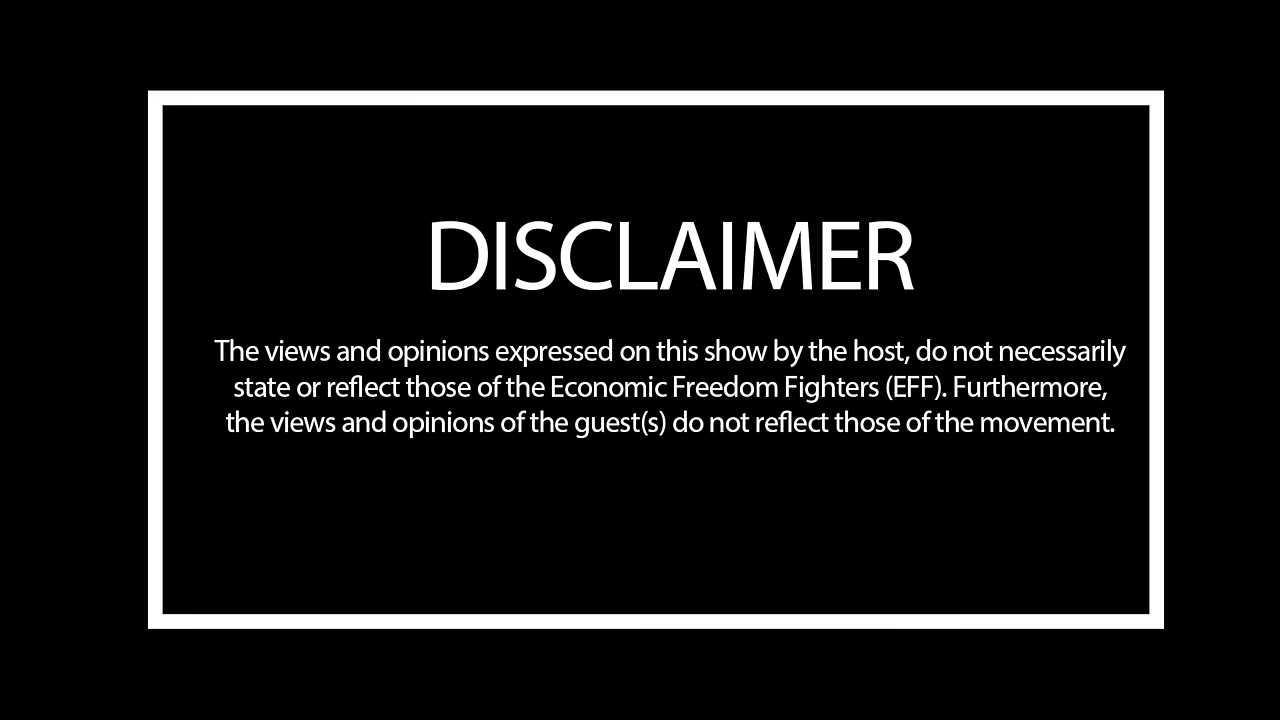 DISCLAIMER
The views and opinions expressed on this show by the host, do not necessarily
state or reflect those of the Economic Freedom Fighters (EFF). Furthermore,
the views and opinions of the guest(s) do not reflect those of the movement.